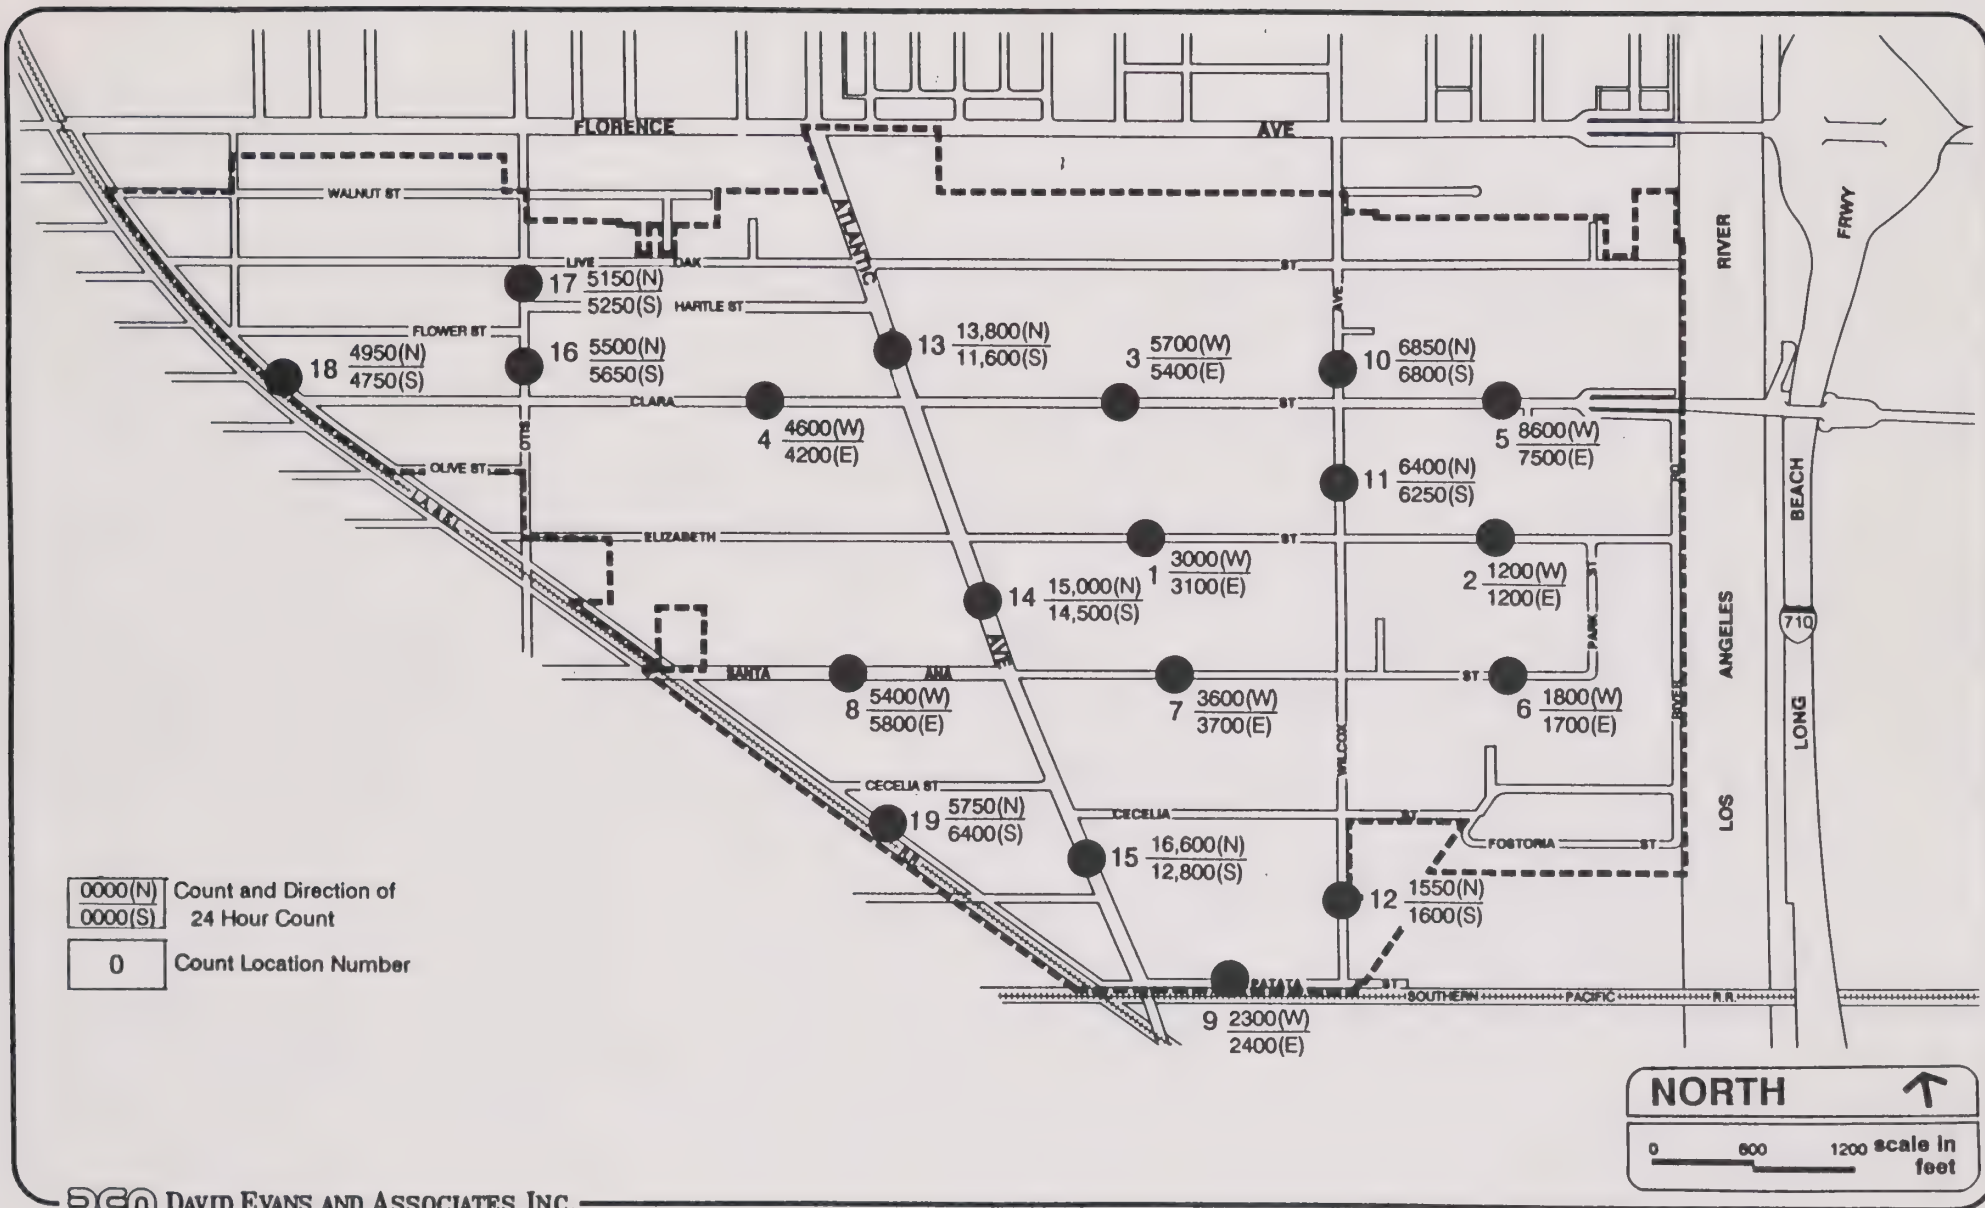 FLORENCE AVE
WALNUT ST
ATLANTIC
RIVER
FRWY
LIVE OAK ST
17 5150(N)
5250(S)
HARTLE ST
AVE
FLOWER ST
18 4950(N)
4750(S)
16 5500(N)
5650(S)
13 13,800(N)
11,600(S)
3 5700(W)
5400(E)
10 6850(N)
6800(S)
CLARA ST
4 4600(W)
4200(E)
5 8600(W)
7500(E)
OTIS
OLIVE ST
11 6400(N)
6250(S)
RD
BEACH
ELIZABETH ST
1 3000(W)
3100(E)
2 1200(W)
1200(E)
14 15,000(N)
14,500(S)
AVE
PARK ST
ANGELES
710
SANTA ANA ST
8 5400(W)
5800(E)
7 3600(W)
3700(E)
6 1800(W)
1700(E)
RIVER
LONG
WILCOX
CECELIA ST
19 5750(N)
6400(S)
CECELIA ST
LOS
FOSTORIA ST
15 16,600(N)
12,800(S)
12 1550(N)
1600(S)
0000(N)
0000(S)
Count and Direction of
24 Hour Count
0 Count Location Number
PATATA ST
SOUTHERN PACIFIC R.R.
9 2300(W)
2400(E)
NORTH
0 600 1200 scale in
feet
DAVID EVANS AND ASSOCIATES INC